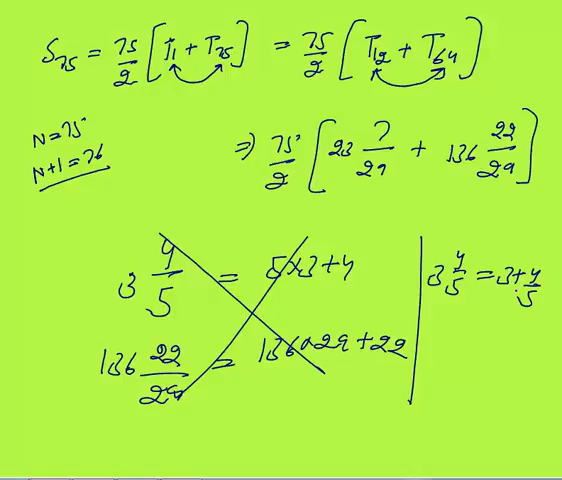 S₇₅ = 75/2 [T₁ + T₇₅] = 75/2 [T₁₂ + T₆₄]
N = 75
N+1 = 76
⇒ 75/2 [23 7/29 + 136 22/29]
3 4/5 = 5×3+4
3 4/5 = 3+4/5
136 22/29 = 136×29+22